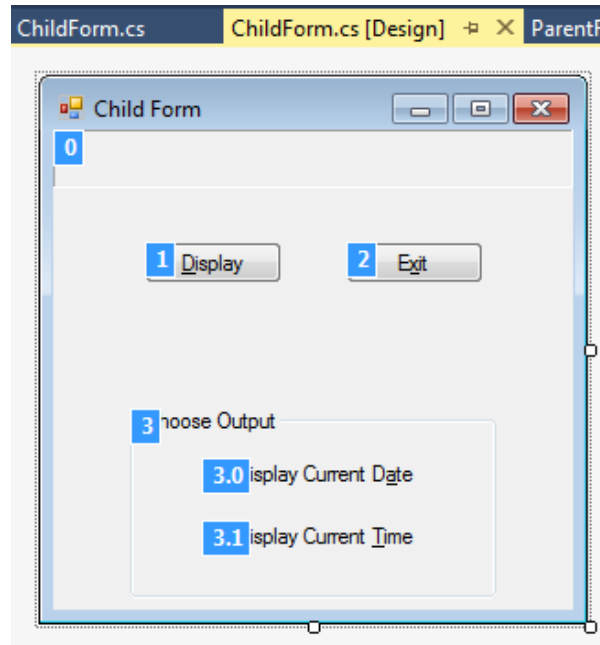 ChildForm.cs ChildForm.cs [Design] ParentF
Child Form
0
1 Display 2 Exit
3 hoose Output
3.0 isplay Current Date
3.1 isplay Current Time